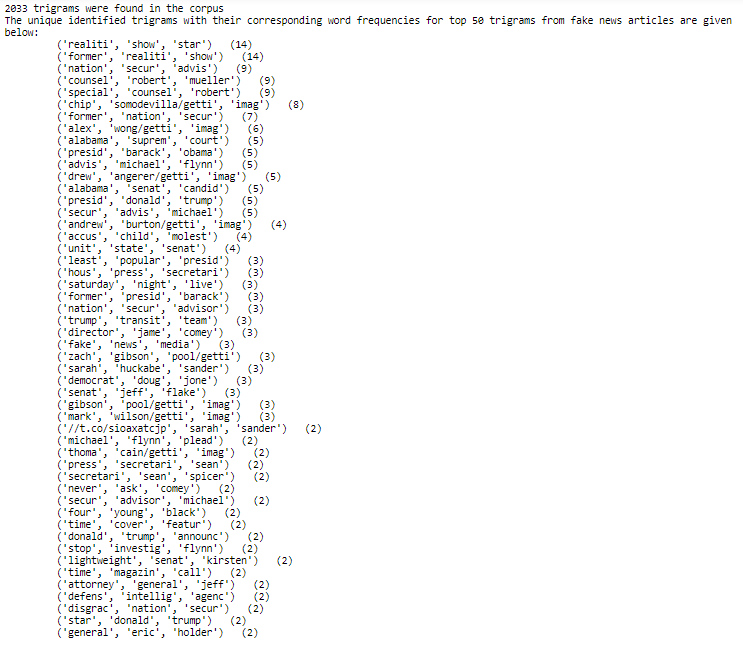 2033 trigrams were found in the corpus
The unique identified trigrams with their corresponding word frequencies for top 50 trigrams from fake news articles are given
below:
('realiti', 'show', 'star') (14)
('former', 'realiti', 'show') (14)
('nation', 'secur', 'advis') (9)
('counsel', 'robert', 'mueller') (9)
('special', 'counsel', 'robert') (9)
('chip', 'somodevilla/getti', 'imag') (8)
('former', 'nation', 'secur') (7)
('alex', 'wong/getti', 'imag') (6)
('alabama', 'suprem', 'court') (5)
('presid', 'barack', 'obama') (5)
('advis', 'michael', 'flynn') (5)
('drew', 'angerer/getti', 'imag') (5)
('alabama', 'senat', 'candid') (5)
('presid', 'donald', 'trump') (5)
('secur', 'advis', 'michael') (5)
('andrew', 'burton/getti', 'imag') (4)
('accus', 'child', 'molest') (4)
('unit', 'state', 'senat') (4)
('least', 'popular', 'presid') (3)
('hous', 'press', 'secretari') (3)
('saturday', 'night', 'live') (3)
('former', 'presid', 'barack') (3)
('nation', 'secur', 'advisor') (3)
('trump', 'transit', 'team') (3)
('director', 'jame', 'comey') (3)
('fake', 'news', 'media') (3)
('zach', 'gibson', 'pool/getti') (3)
('sarah', 'huckabe', 'sander') (3)
('democrat', 'doug', 'jone') (3)
('senat', 'jeff', 'flake') (3)
('gibson', 'pool/getti', 'imag') (3)
('mark', 'wilson/getti', 'imag') (3)
('//t.co/sioaxatcjp', 'sarah', 'sander') (2)
('michael', 'flynn', 'plead') (2)
('thoma', 'cain/getti', 'imag') (2)
('press', 'secretari', 'sean') (2)
('secretari', 'sean', 'spicer') (2)
('never', 'ask', 'comey') (2)
('secur', 'advisor', 'michael') (2)
('four', 'young', 'black') (2)
('time', 'cover', 'featur') (2)
('donald', 'trump', 'announc') (2)
('stop', 'investig', 'flynn') (2)
('lightweight', 'senat', 'kirsten') (2)
('time', 'magazin', 'call') (2)
('attorney', 'general', 'jeff') (2)
('defens', 'intellig', 'agenc') (2)
('disgrac', 'nation', 'secur') (2)
('star', 'donald', 'trump') (2)
('general', 'eric', 'holder') (2)